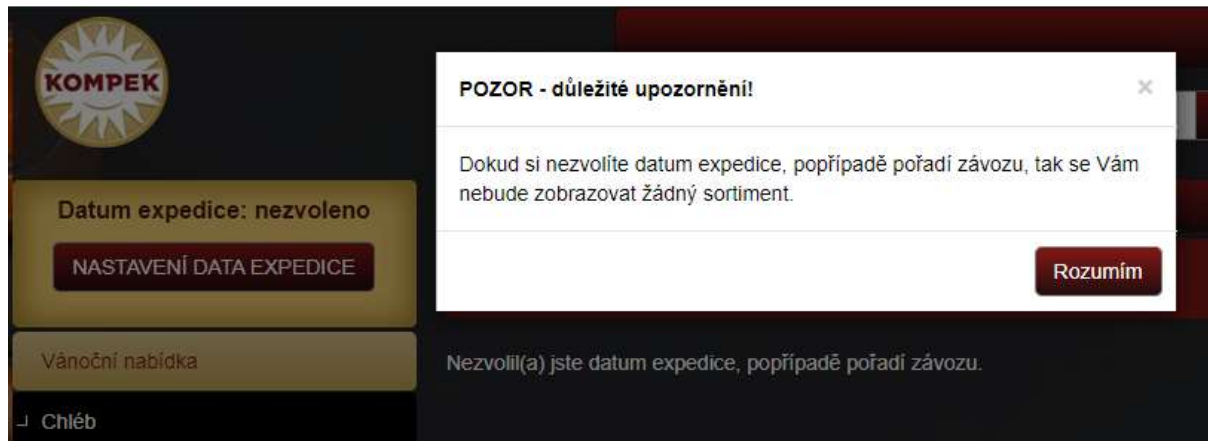 KOMPEK
POZOR - důležité upozornění!
×
Dokud si nezvolíte datum expedice, popřípadě pořadí závozu, tak se Vám
nebude zobrazovat žádný sortiment.
Rozumím
Datum expedice: nezvoleno
NASTAVENÍ DATA EXPEDICE
Vánoční nabídka
Chléb
Nezvolil(a) jste datum expedice, popřípadě pořadí závozu.